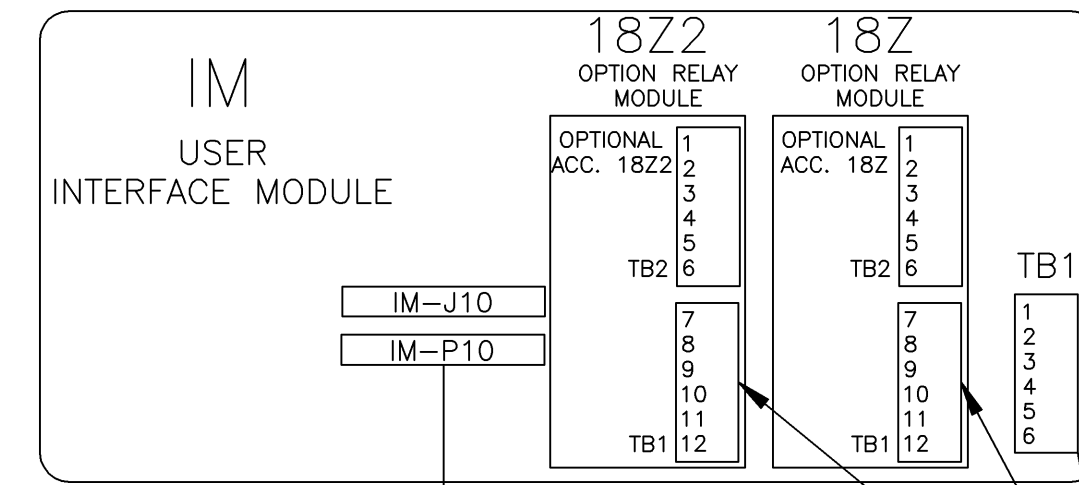 IM
USER
INTERFACE MODULE
IM-J10
IM-P10
18Z2
OPTION RELAY
MODULE
OPTIONAL
ACC. 18Z2
1
2
3
4
5
TB2 6
7
8
9
10
11
TB1 12
18Z
OPTION RELAY
MODULE
OPTIONAL
ACC. 18Z
1
2
3
4
5
TB2 6
7
8
9
10
11
TB1 12
TB1
1
2
3
4
5
6